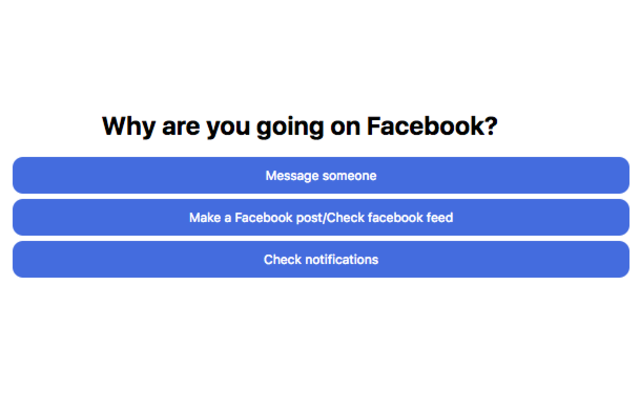 Why are you going on Facebook?
Message someone
Make a Facebook post/Check facebook feed
Check notifications